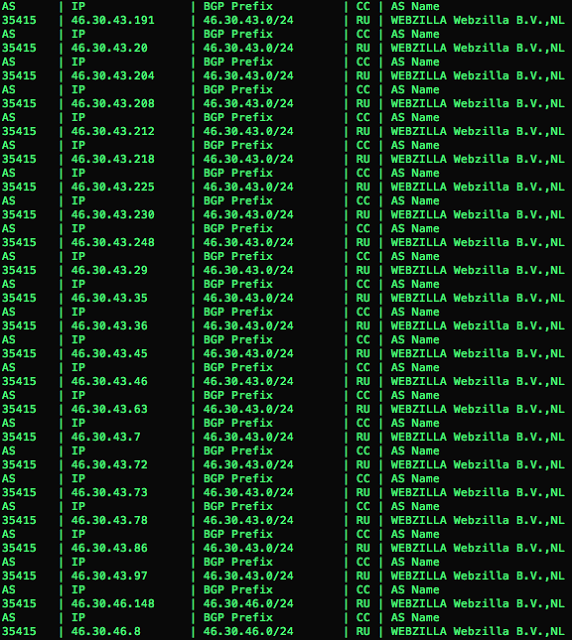 AS | IP | BGP Prefix | CC | AS Name
35415 | 46.30.43.191 | 46.30.43.0/24 | RU | WEBZILLA Webzilla B.V.,NL
AS | IP | BGP Prefix | CC | AS Name
35415 | 46.30.43.20 | 46.30.43.0/24 | RU | WEBZILLA Webzilla B.V.,NL
AS | IP | BGP Prefix | CC | AS Name
35415 | 46.30.43.204 | 46.30.43.0/24 | RU | WEBZILLA Webzilla B.V.,NL
AS | IP | BGP Prefix | CC | AS Name
35415 | 46.30.43.208 | 46.30.43.0/24 | RU | WEBZILLA Webzilla B.V.,NL
AS | IP | BGP Prefix | CC | AS Name
35415 | 46.30.43.212 | 46.30.43.0/24 | RU | WEBZILLA Webzilla B.V.,NL
AS | IP | BGP Prefix | CC | AS Name
35415 | 46.30.43.218 | 46.30.43.0/24 | RU | WEBZILLA Webzilla B.V.,NL
AS | IP | BGP Prefix | CC | AS Name
35415 | 46.30.43.225 | 46.30.43.0/24 | RU | WEBZILLA Webzilla B.V.,NL
AS | IP | BGP Prefix | CC | AS Name
35415 | 46.30.43.230 | 46.30.43.0/24 | RU | WEBZILLA Webzilla B.V.,NL
AS | IP | BGP Prefix | CC | AS Name
35415 | 46.30.43.248 | 46.30.43.0/24 | RU | WEBZILLA Webzilla B.V.,NL
AS | IP | BGP Prefix | CC | AS Name
35415 | 46.30.43.29 | 46.30.43.0/24 | RU | WEBZILLA Webzilla B.V.,NL
AS | IP | BGP Prefix | CC | AS Name
35415 | 46.30.43.35 | 46.30.43.0/24 | RU | WEBZILLA Webzilla B.V.,NL
AS | IP | BGP Prefix | CC | AS Name
35415 | 46.30.43.36 | 46.30.43.0/24 | RU | WEBZILLA Webzilla B.V.,NL
AS | IP | BGP Prefix | CC | AS Name
35415 | 46.30.43.45 | 46.30.43.0/24 | RU | WEBZILLA Webzilla B.V.,NL
AS | IP | BGP Prefix | CC | AS Name
35415 | 46.30.43.46 | 46.30.43.0/24 | RU | WEBZILLA Webzilla B.V.,NL
AS | IP | BGP Prefix | CC | AS Name
35415 | 46.30.43.63 | 46.30.43.0/24 | RU | WEBZILLA Webzilla B.V.,NL
AS | IP | BGP Prefix | CC | AS Name
35415 | 46.30.43.7 | 46.30.43.0/24 | RU | WEBZILLA Webzilla B.V.,NL
AS | IP | BGP Prefix | CC | AS Name
35415 | 46.30.43.72 | 46.30.43.0/24 | RU | WEBZILLA Webzilla B.V.,NL
AS | IP | BGP Prefix | CC | AS Name
35415 | 46.30.43.73 | 46.30.43.0/24 | RU | WEBZILLA Webzilla B.V.,NL
AS | IP | BGP Prefix | CC | AS Name
35415 | 46.30.43.78 | 46.30.43.0/24 | RU | WEBZILLA Webzilla B.V.,NL
AS | IP | BGP Prefix | CC | AS Name
35415 | 46.30.43.86 | 46.30.43.0/24 | RU | WEBZILLA Webzilla B.V.,NL
AS | IP | BGP Prefix | CC | AS Name
35415 | 46.30.43.97 | 46.30.43.0/24 | RU | WEBZILLA Webzilla B.V.,NL
AS | IP | BGP Prefix | CC | AS Name
35415 | 46.30.46.148 | 46.30.46.0/24 | RU | WEBZILLA Webzilla B.V.,NL
AS | IP | BGP Prefix | CC | AS Name
35415 | 46.30.46.8 | 46.30.46.0/24 | RU | WEBZILLA Webzilla B.V.,NL